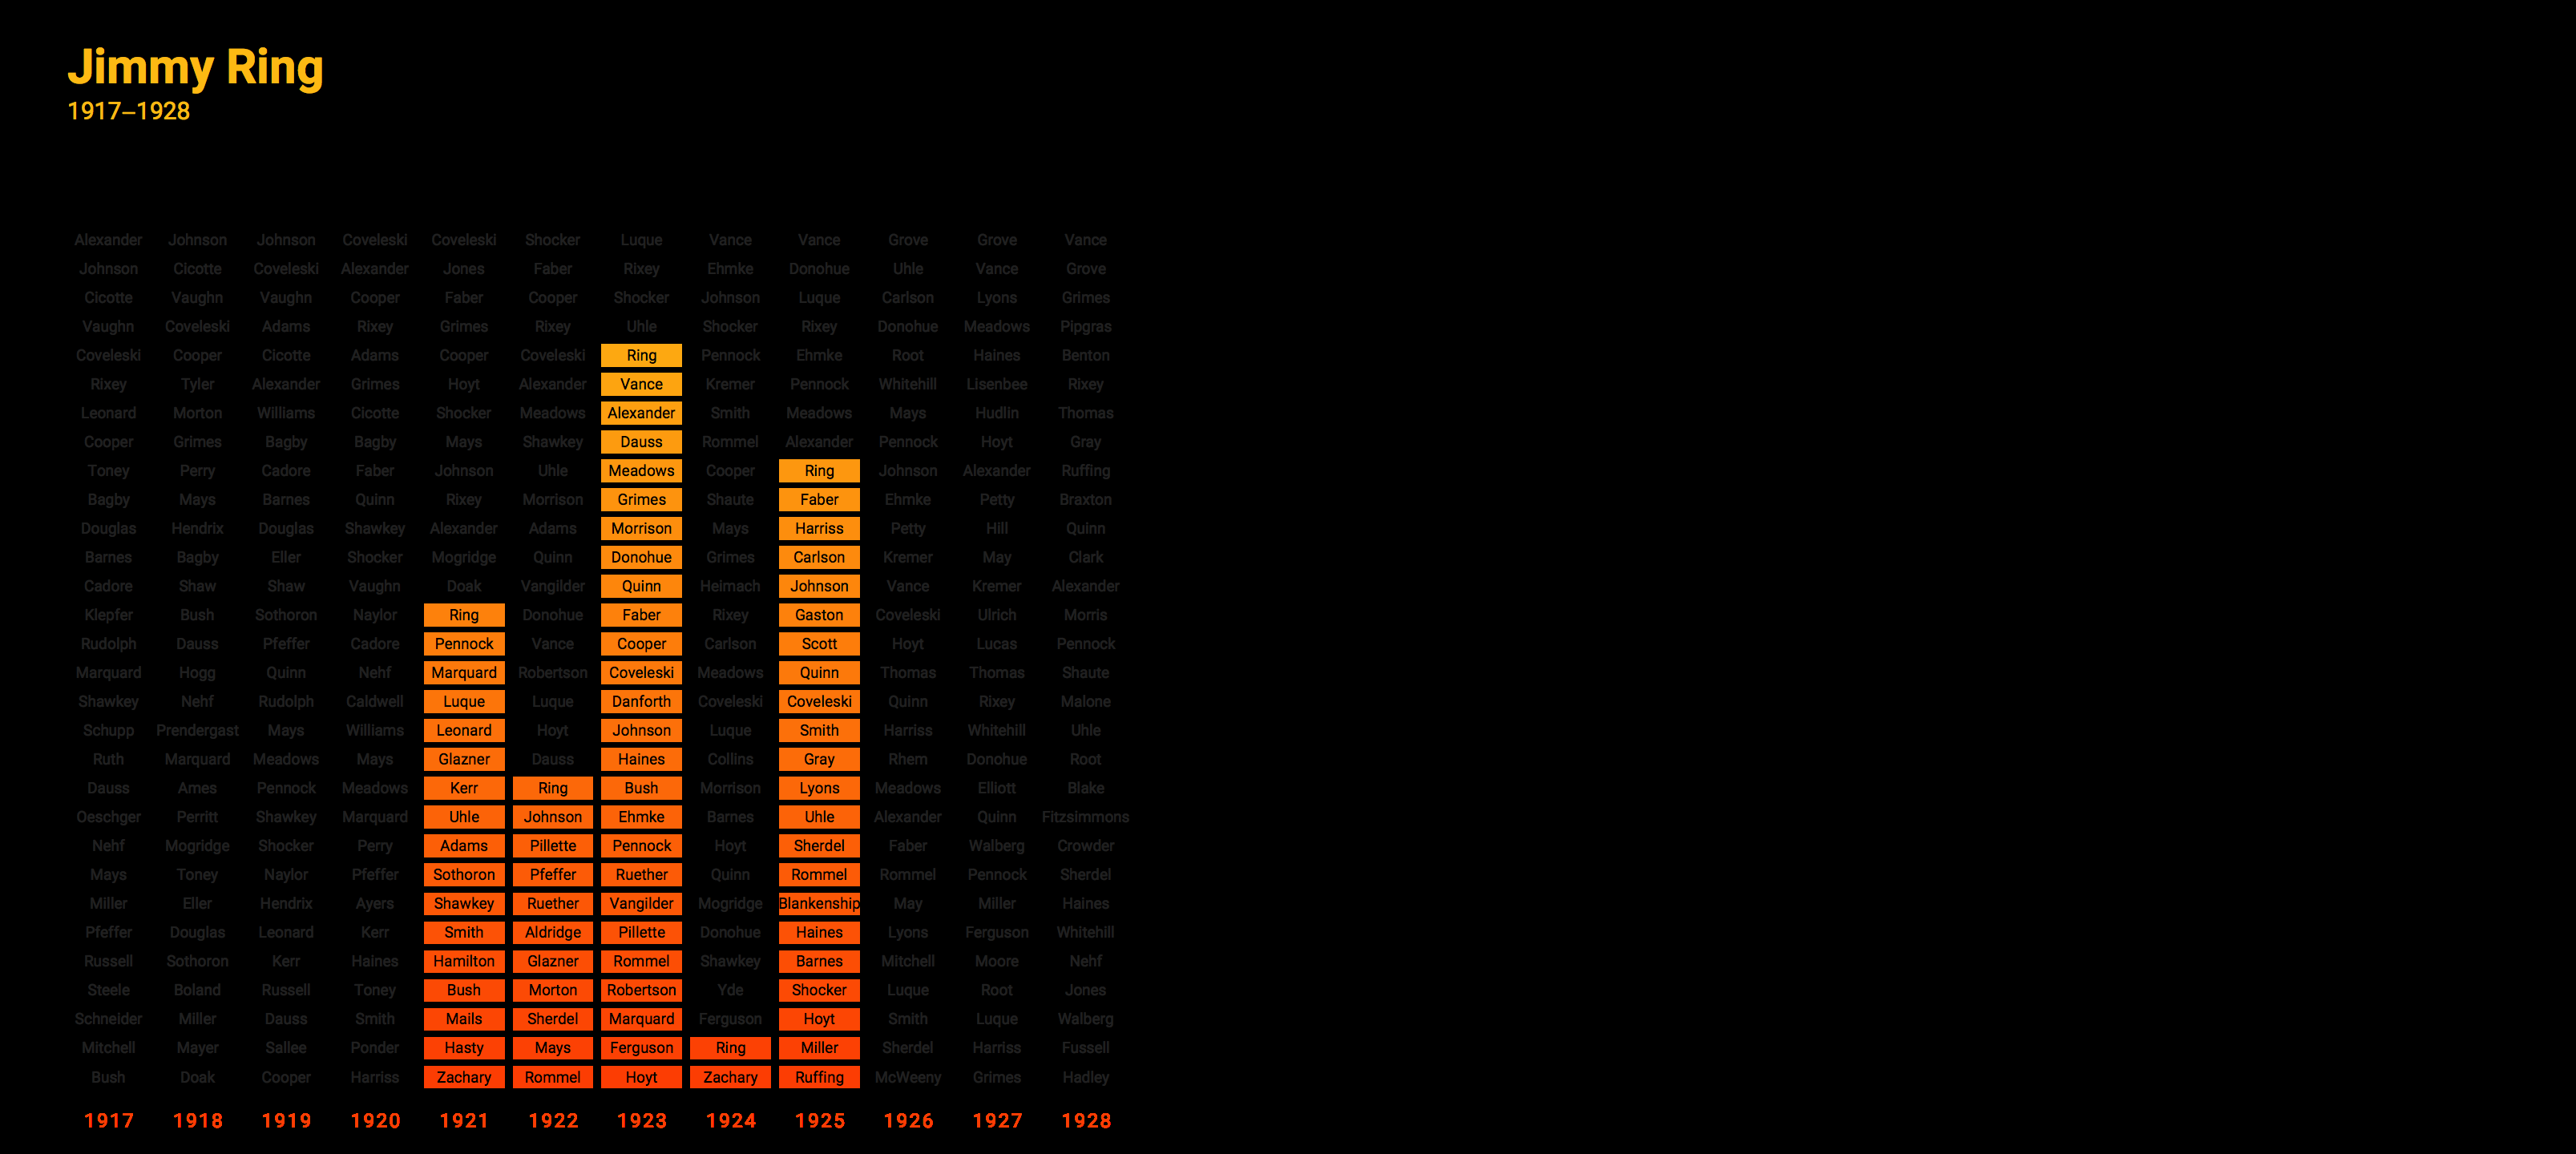 Jimmy Ring
1917–1928
Alexander Johnson Johnson Coveleski Coveleski Shocker Luque Vance Vance Grove Grove Vance
Johnson Cicotte Coveleski Alexander Jones Faber Rixey Ehmke Donohue Uhle Vance Grove
Cicotte Vaughn Vaughn Cooper Faber Cooper Shocker Johnson Luque Carlson Lyons Grimes
Vaughn Coveleski Adams Rixey Grimes Rixey Uhle Shocker Rixey Donohue Meadows Pipgras
Coveleski Cooper Cicotte Adams Cooper Coveleski Ring Pennock Ehmke Root Haines Benton
Rixey Tyler Alexander Grimes Hoyt Alexander Vance Kremer Pennock Whitehill Lisenbee Rixey
Leonard Morton Williams Cicotte Shocker Meadows Alexander Smith Meadows Mays Hudlin Thomas
Cooper Grimes Bagby Bagby Mays Shawkey Dauss Rommel Alexander Pennock Hoyt Gray
Toney Perry Cadore Faber Johnson Uhle Meadows Cooper Ring Johnson Alexander Ruffing
Bagby Mays Barnes Quinn Rixey Morrison Grimes Shaute Faber Ehmke Petty Braxton
Douglas Hendrix Douglas Shawkey Alexander Adams Morrison Mays Harriss Petty Hill Quinn
Barnes Bagby Eller Shocker Mogridge Quinn Donohue Grimes Carlson Kremer May Clark
Cadore Shaw Shaw Vaughn Doak Vangilder Quinn Heimach Johnson Vance Kremer Alexander
Klepfer Bush Sothoron Naylor Ring Donohue Faber Rixey Gaston Coveleski Ulrich Morris
Rudolph Dauss Pfeffer Cadore Pennock Vance Cooper Carlson Scott Hoyt Lucas Pennock
Marquard Hogg Quinn Nehf Marquard Robertson Coveleski Meadows Quinn Thomas Thomas Shaute
Shawkey Nehf Rudolph Caldwell Luque Luque Danforth Coveleski Coveleski Quinn Rixey Malone
Schupp Prendergast Mays Williams Leonard Hoyt Johnson Luque Smith Harriss Whitehill Uhle
Ruth Marquard Meadows Mays Glazner Dauss Haines Collins Gray Rhem Donohue Root
Dauss Ames Pennock Meadows Kerr Ring Bush Morrison Lyons Meadows Elliott Blake
Oeschger Perritt Shawkey Marquard Uhle Johnson Ehmke Barnes Uhle Alexander Quinn Fitzsimmons
Nehf Mogridge Shocker Perry Adams Pillette Pennock Hoyt Sherdel Faber Walberg Crowder
Mays Toney Naylor Pfeffer Sothoron Pfeffer Ruether Quinn Rommel Rommel Pennock Sherdel
Miller Eller Hendrix Ayers Shawkey Ruether Vangilder Mogridge Blankenship May Miller Haines
Pfeffer Douglas Leonard Kerr Smith Aldridge Pillette Donohue Haines Lyons Ferguson Whitehill
Russell Sothoron Kerr Haines Hamilton Glazner Rommel Shawkey Barnes Mitchell Moore Nehf
Steele Boland Russell Toney Bush Morton Robertson Yde Shocker Luque Root Jones
Schneider Miller Dauss Smith Mails Sherdel Marquard Ferguson Hoyt Smith Luque Walberg
Mitchell Mayer Sallee Ponder Hasty Mays Ferguson Ring Miller Sherdel Harriss Fussell
Bush Doak Cooper Harriss Zachary Rommel Hoyt Zachary Ruffing McWeeny Grimes Hadley
1917 1918 1919 1920 1921 1922 1923 1924 1925 1926 1927 1928